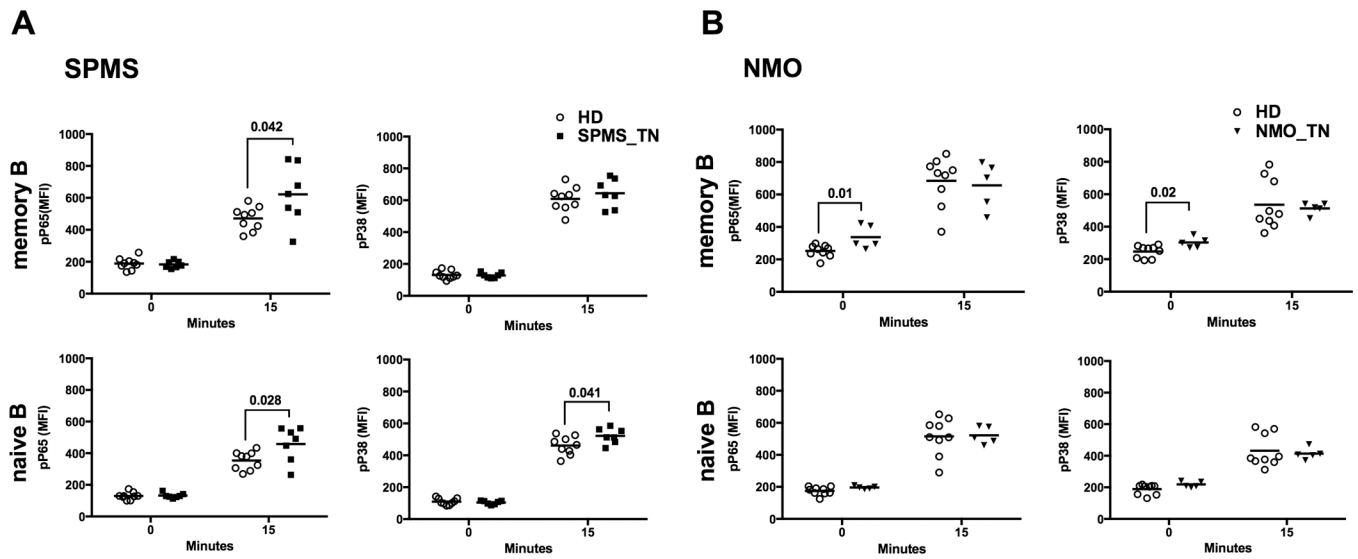 A
B
SPMS
NMO
memory B
pP65(MFI)
1000
800
600
400
200
0
0.042
0
15
Minutes
pP38 (MFI)
1000
800
600
400
200
0
HD
SPMS_TN
0
15
Minutes
memory B
pP65(MFI)
1000
800
600
400
200
0
0.01
0
15
Minutes
pP38 (MFI)
1000
800
600
400
200
0
0.02
HD
NMO_TN
0
15
Minutes
naive B
pP65 (MFI)
1000
800
600
400
200
0
0.028
0
15
Minutes
pP38 (MFI)
1000
800
600
400
200
0
0.041
0
15
Minutes
naive B
pP65 (MFI)
1000
800
600
400
200
0
0
15
Minutes
pP38 (MFI)
1000
800
600
400
200
0
0
15
Minutes